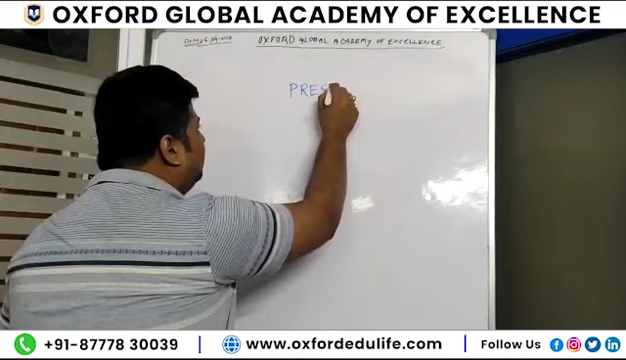 OXFORD GLOBAL ACADEMY OF EXCELLENCE
OXFORD GLOBAL ACADEMY OF EXCELLENCE
PRES
+91-87778 30039
www.oxfordedulife.com
Follow Us